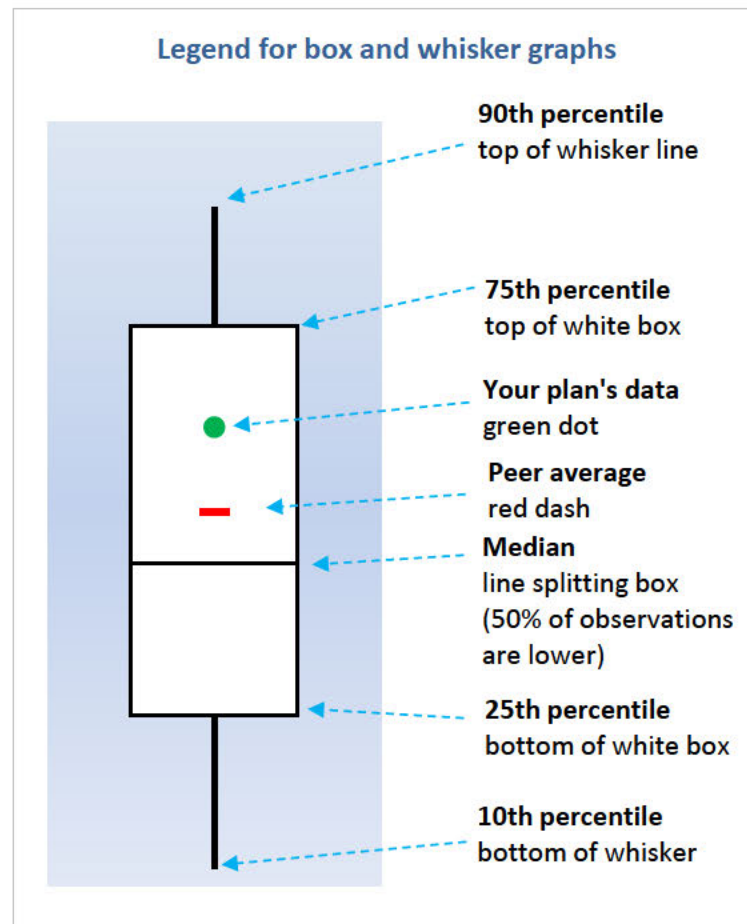 Legend for box and whisker graphs
90th percentile
top of whisker line
75th percentile
top of white box
Your plan's data
green dot
Peer average
red dash
Median
line splitting box
(50% of observations
are lower)
25th percentile
bottom of white box
10th percentile
bottom of whisker